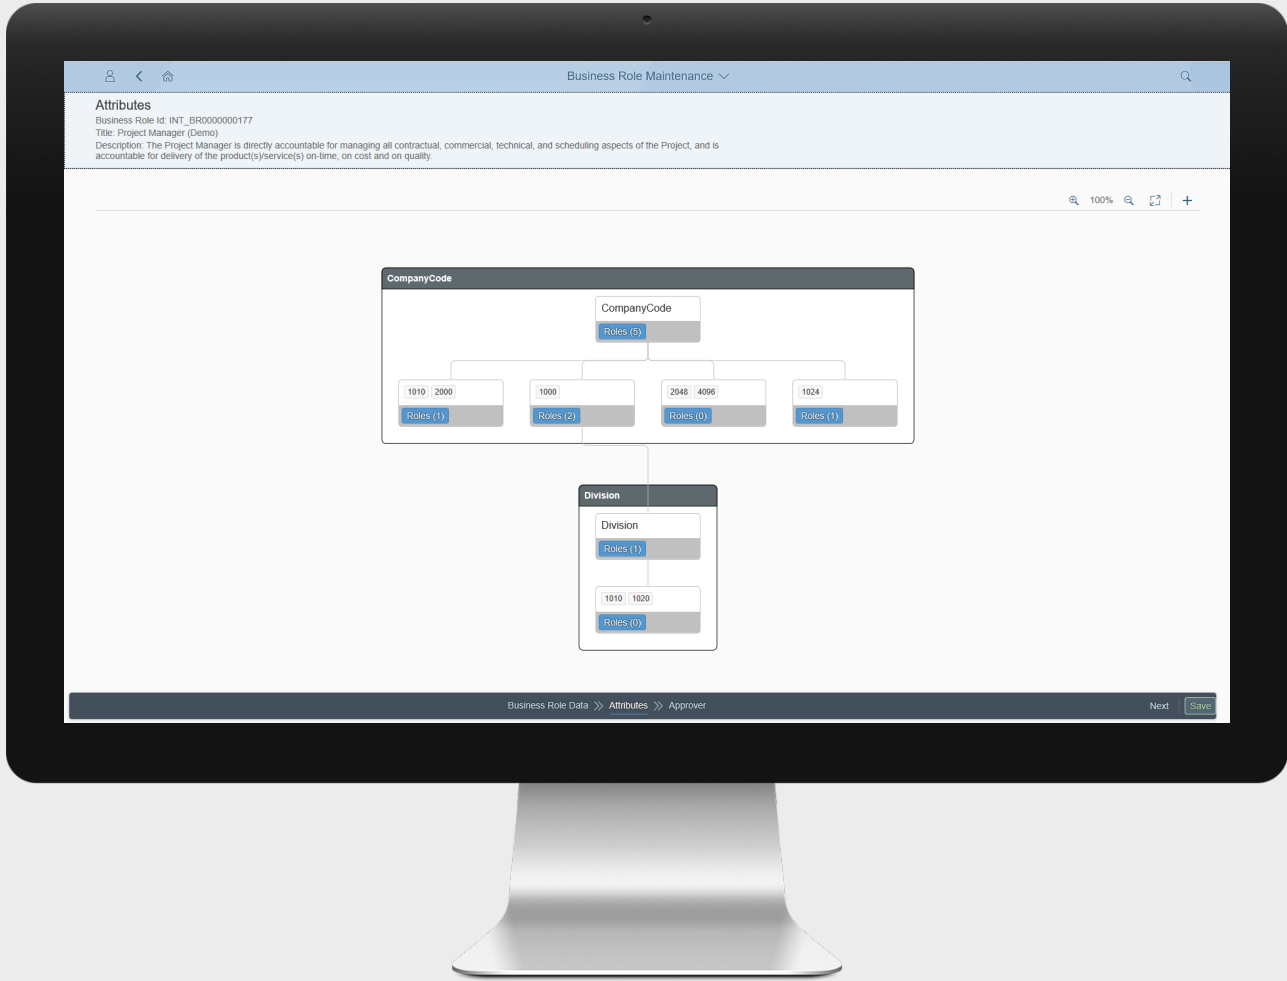 Business Role Maintenance
Attributes
Business Role Id: INT_BR0000000177
Title: Project Manager (Demo)
Description: The Project Manager is directly accountable for managing all contractual, commercial, technical, and scheduling aspects of the Project, and is
accountable for delivery of the product(s)/service(s) on-time, on cost and on quality.
100%
CompanyCode
CompanyCode
Roles (5)
1010 2000 1000 2048 4096 1024
Roles (1) Roles (2) Roles (0) Roles (1)
Division
Division
Roles (1)
1010 1020
Roles (0)
Business Role Data Attributes Approver Next Save